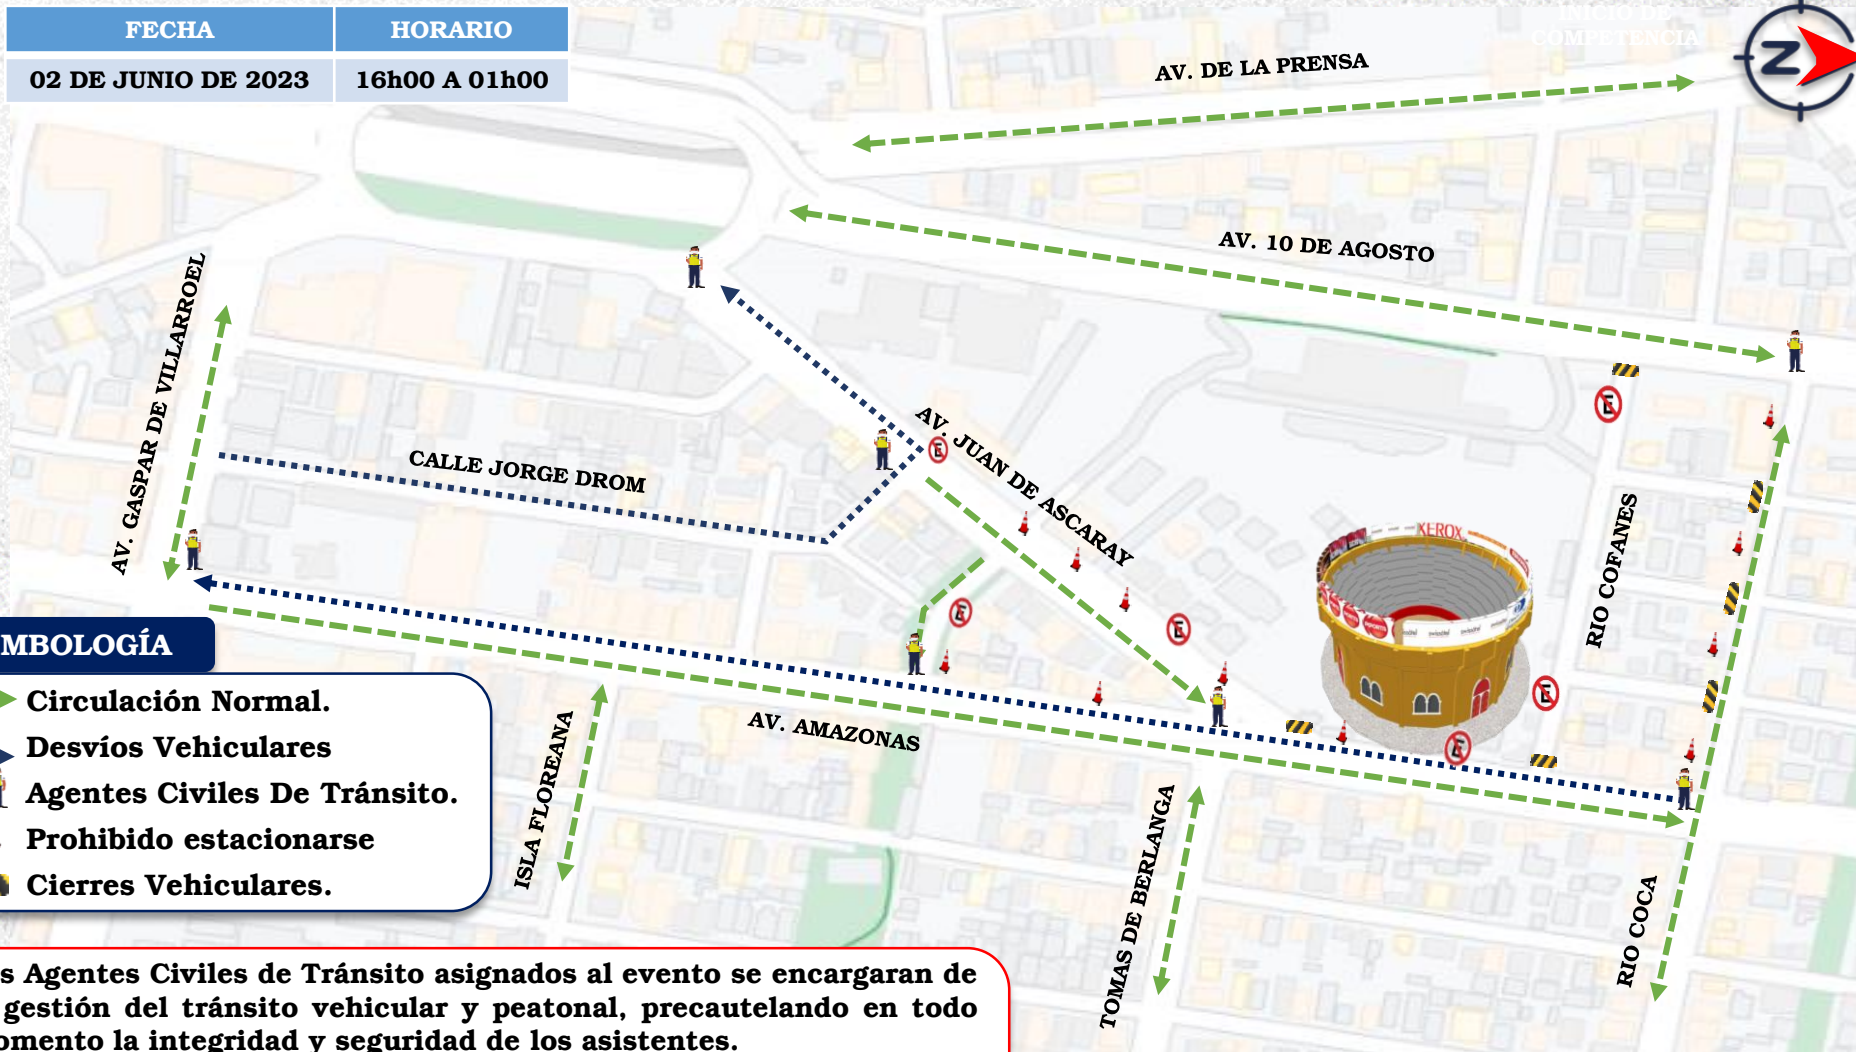 FECHA
HORARIO
02 DE JUNIO DE 2023
16h00 A 01h00
INICIO DE
COMPETENCIA
Z
AV. DE LA PRENSA
AV. 10 DE AGOSTO
AV. GASPAR DE VILLARROEL
CALLE JORGE DROM
AV. JUAN DE ASCARAY
XEROX
RIO COFANES
AV. AMAZONAS
ISLA FLOREANA
TOMAS DE BERLANGA
RIO COCA
MBOLOGÍA
Circulación Normal.
Desvíos Vehiculares
Agentes Civiles De Tránsito.
Prohibido estacionarse
Cierres Vehiculares.
s Agentes Civiles de Tránsito asignados al evento se encargaran de
gestión del tránsito vehicular y peatonal, precautelando en todo
omento la integridad y seguridad de los asistentes.